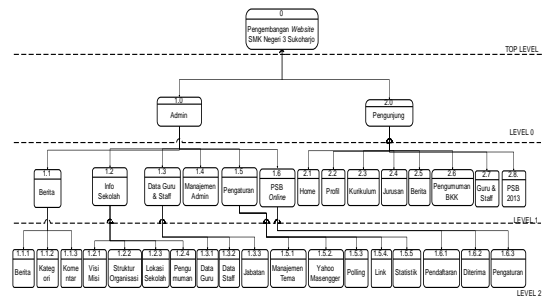 0
Pengembangan Website
SMK Negeri 3 Sukoharjo
TOP LEVEL
1.0
Admin
2.0
Pengunjung
LEVEL 0
1.1
Berita
1.2
Info
Sekolah
1.3
Data Guru
& Staff
1.4
Manajemen
Admin
1.5
Pengaturan
1.6
PSB
Online
2.1
Home
2.2
Profil
2.3
Kurikulum
2.4
Jurusan
2.5
Berita
2.6
Pengumuman
BKK
2.7
Guru &
Staff
2.8.
PSB
2013
LEVEL 1
1.1.1
Berita
1.1.2
Kateg
ori
1.1.3
Kome
ntar
1.2.1
Visi
Misi
1.2.2
Struktur
Organisasi
1.2.3
Lokasi
Sekolah
1.2.4
Pengu
muman
1.3.1
Data
Guru
1.3.2
Data
Staff
1.3.3
Jabatan
1.5.1
Manajemen
Tema
1.5.2.
Yahoo
Masengger
1.5.3
Polling
1.5.4.
Link
1.5.5
Statistik
1.6.1
Pendaftaran
1.6.2
Diterima
1.6.3
Pengaturan
LEVEL 2